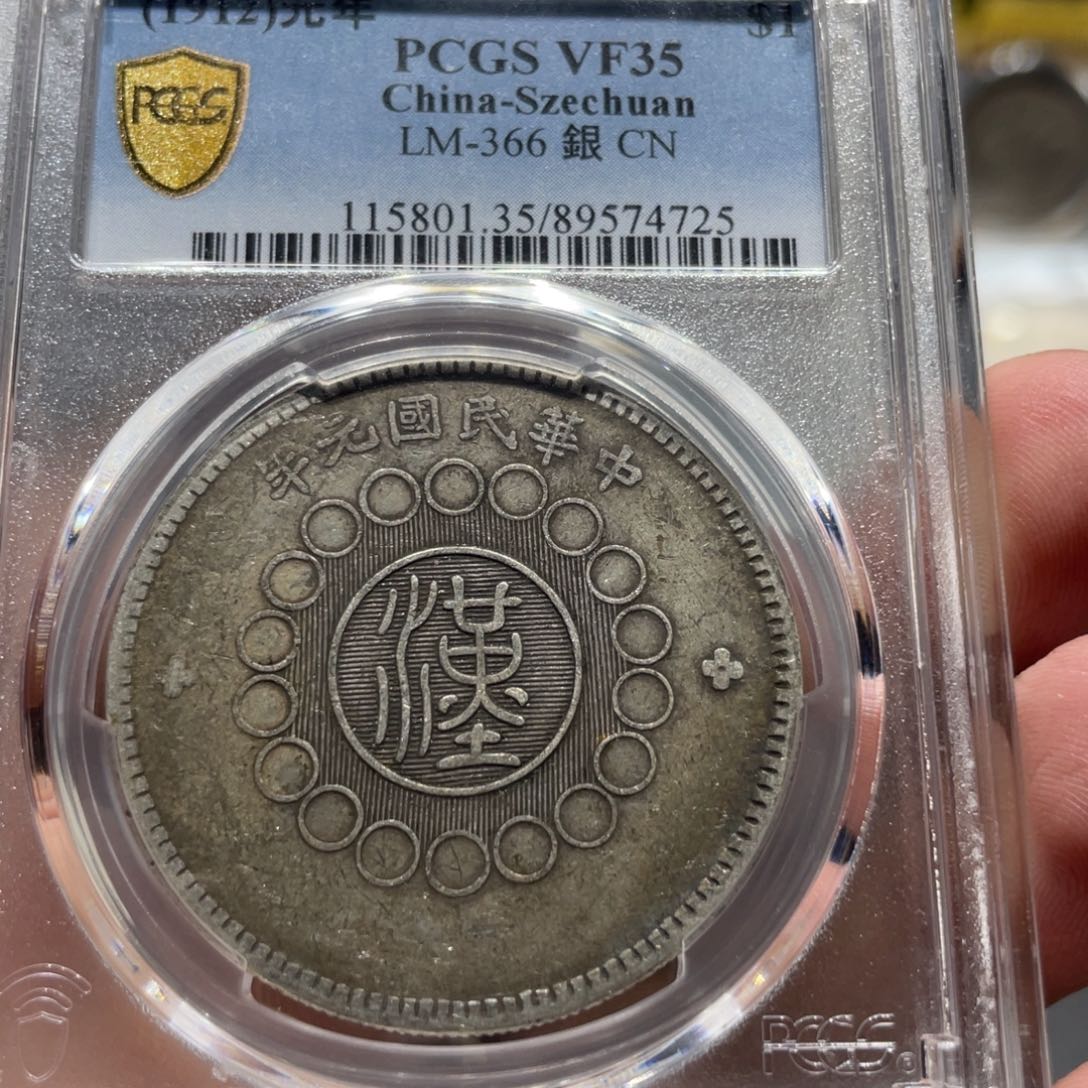 (1912)元年 $1
PCGS VF35
China-Szechuan
LM-366 銀 CN
PCGS
115801.35/89574725
年元國民華中
漢
PCGS